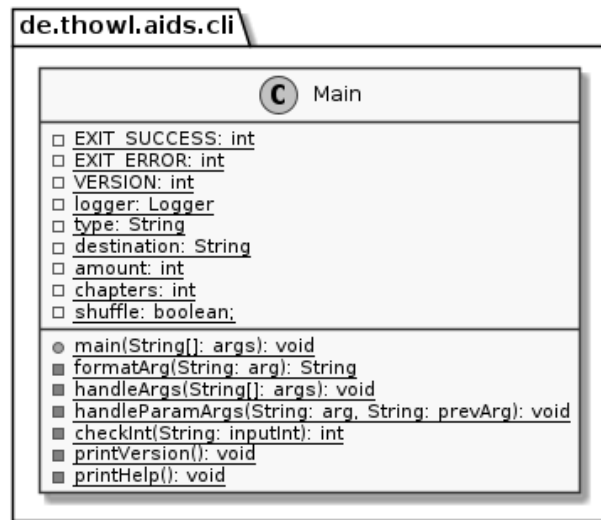 de.thowl.aids.cli
C Main
EXIT_SUCCESS: int
EXIT_ERROR: int
VERSION: int
logger: Logger
type: String
destination: String
amount: int
chapters: int
shuffle: boolean;
main(String[]: args): void
formatArg(String: arg): String
handleArgs(String[]: args): void
handleParamArgs(String: arg, String: prevArg): void
checkInt(String: inputInt): int
printVersion(): void
printHelp(): void